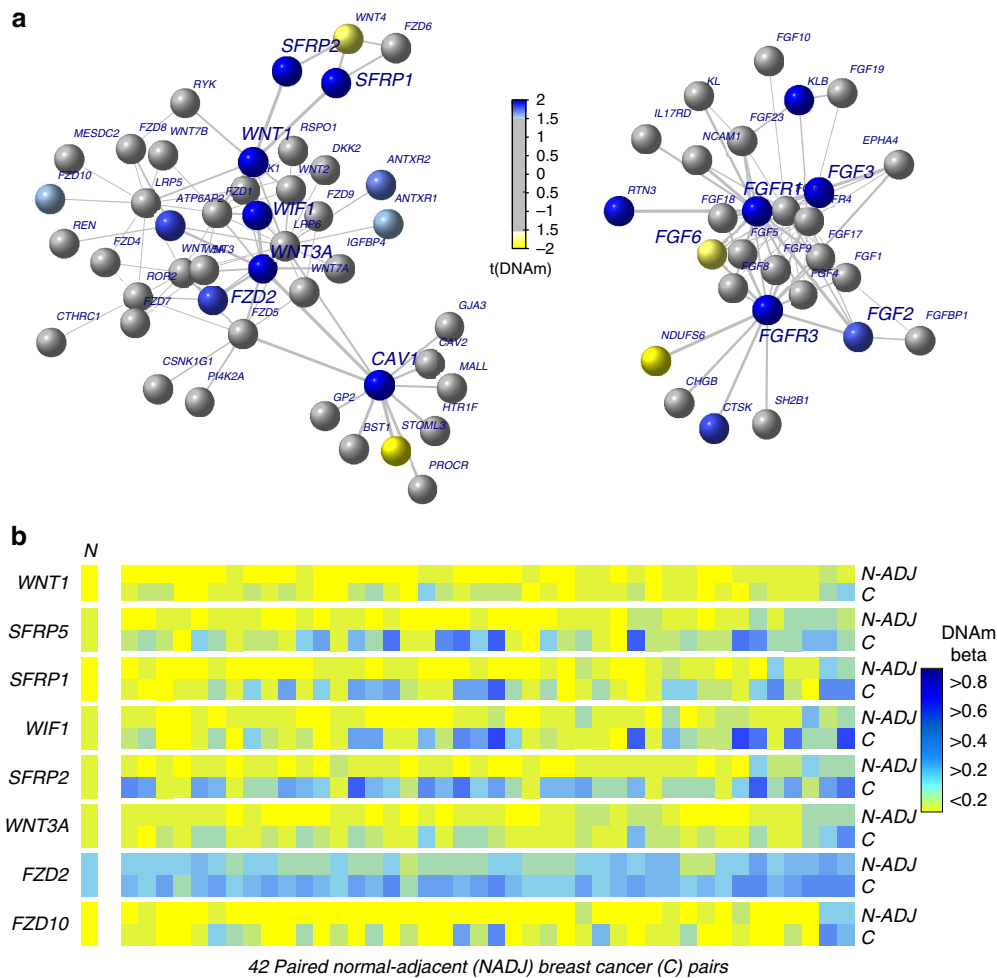 a
WNT4
FZD6
SFRP2
SFRP1
RYK
MESDC2
FZD8
WNT7B
WNT1
RSPO1
DKK2
K1
WNT2
ANTXR2
FZD10
LRP5
ATP6AP2
FZD1
FZD9
ANTXR1
WIF1
LRP6
IGFBP4
REN
FZD4
WNT3A
WNT7A
ROR2
FZD7
FZD2
FZD5
CTHRC1
CSNK1G1
PI4K2A
GJA3
CAV2
CAV1
MALL
HTR1F
GP2
BST1
STOML3
PROCR
2
1.5
1
0.5
0
−0.5
−1
1.5
−2
t(DNAm)
FGF10
KL
KLB
FGF19
IL17RD
NCAM1
FGF23
EPHA4
RTN3
FGFR1
FGF3
FGF18
FR4
FGF6
FGF5
FGF17
FGF9
FGF8
FGF4
FGF1
FGFR3
FGF2
FGFBP1
NDUFS6
CHGB
CTSK
SH2B1
b
N
WNT1
N-ADJ
C
SFRP5
N-ADJ
C
SFRP1
N-ADJ
C
WIF1
N-ADJ
C
SFRP2
N-ADJ
C
WNT3A
N-ADJ
C
FZD2
N-ADJ
C
FZD10
N-ADJ
C
DNAm
beta
>0.8
>0.6
>0.2
<0.2
42 Paired normal-adjacent (NADJ) breast cancer (C) pairs